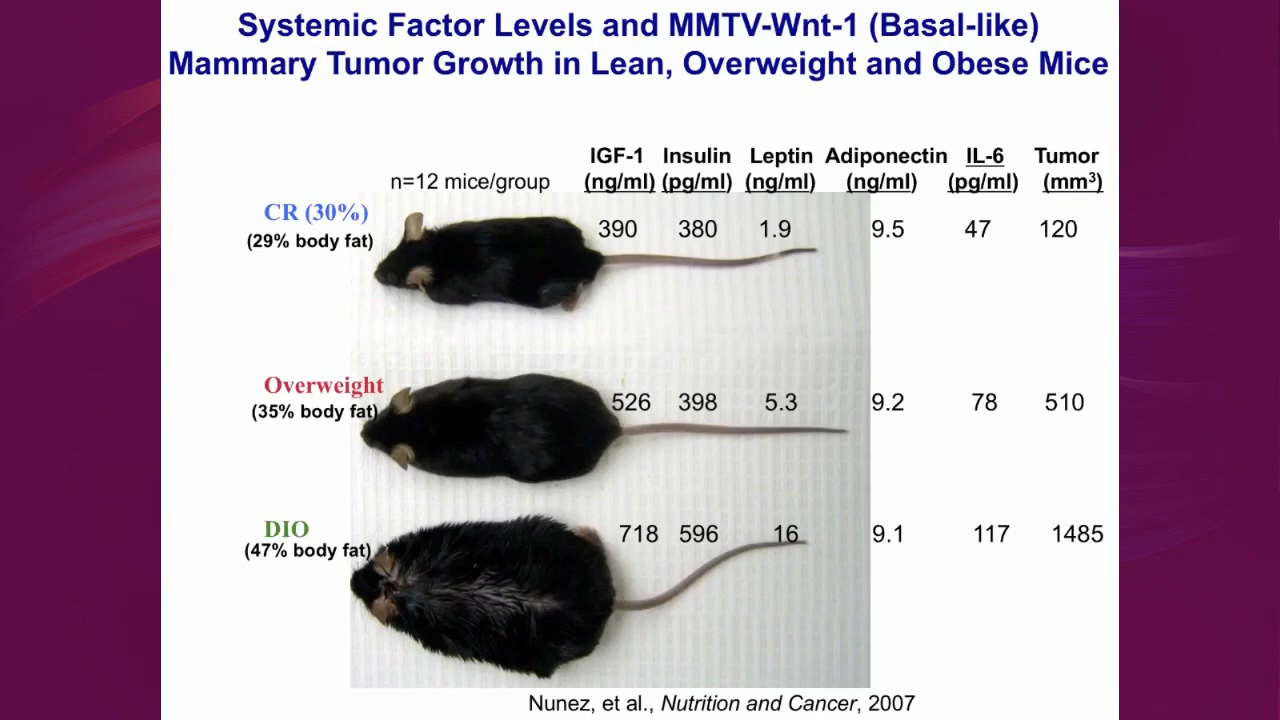 Systemic Factor Levels and MMTV-Wnt-1 (Basal-like)
Mammary Tumor Growth in Lean, Overweight and Obese Mice
IGF-1 Insulin Leptin Adiponectin IL-6 Tumor
n=12 mice/group (ng/ml) (pg/ml) (ng/ml) (ng/ml) (pg/ml) (mm³)
CR (30%)
(29% body fat)
390 380 1.9 9.5 47 120
Overweight
(35% body fat)
526 398 5.3 9.2 78 510
DIO
(47% body fat)
718 596 16 9.1 117 1485
Nunez, et al., Nutrition and Cancer, 2007